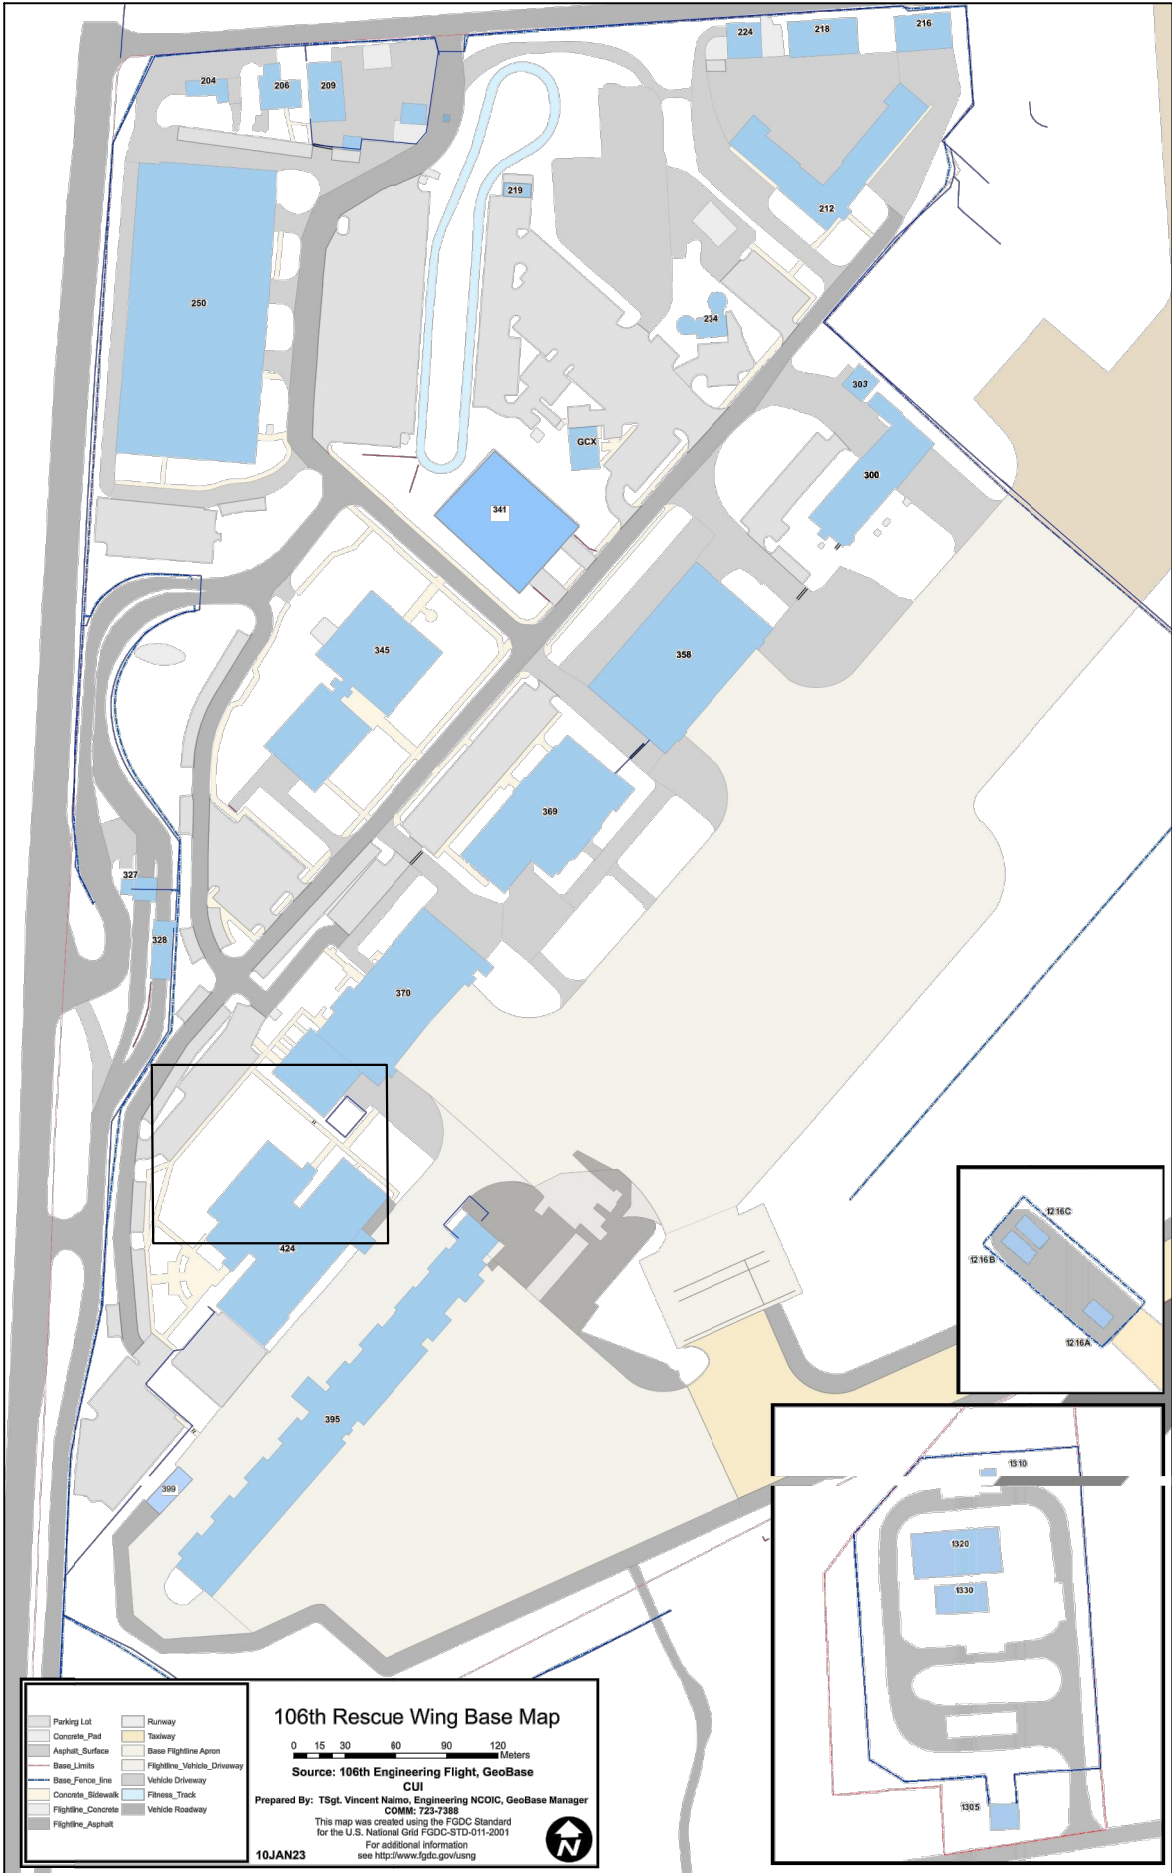 224
218
216
204
206
209
219
212
250
234
303
GCX
300
341
345
358
369
327
328
370
424
1216C
1216B
1216A
395
399
1310
1320
1330
1305
Parking Lot
Concrete_Pad
Asphalt_Surface
Base_Limits
Base_Fence_line
Concrete_Sidewalk
Flightline_Concrete
Flightline_Asphalt
Runway
Taxiway
Base Flightline Apron
Flightline_Vehicle_Driveway
Vehicle Driveway
Fitness_Track
Vehicle Roadway
106th Rescue Wing Base Map
0 15 30 60 90 120
Meters
Source: 106th Engineering Flight, GeoBase
CUI
Prepared By: TSgt. Vincent Naimo, Engineering NCOIC, GeoBase Manager
COMM: 723-7388
This map was created using the FGDC Standard
for the U.S. National Grid FGDC-STD-011-2001
For additional information
see http://www.fgdc.gov/usng
10JAN23
N